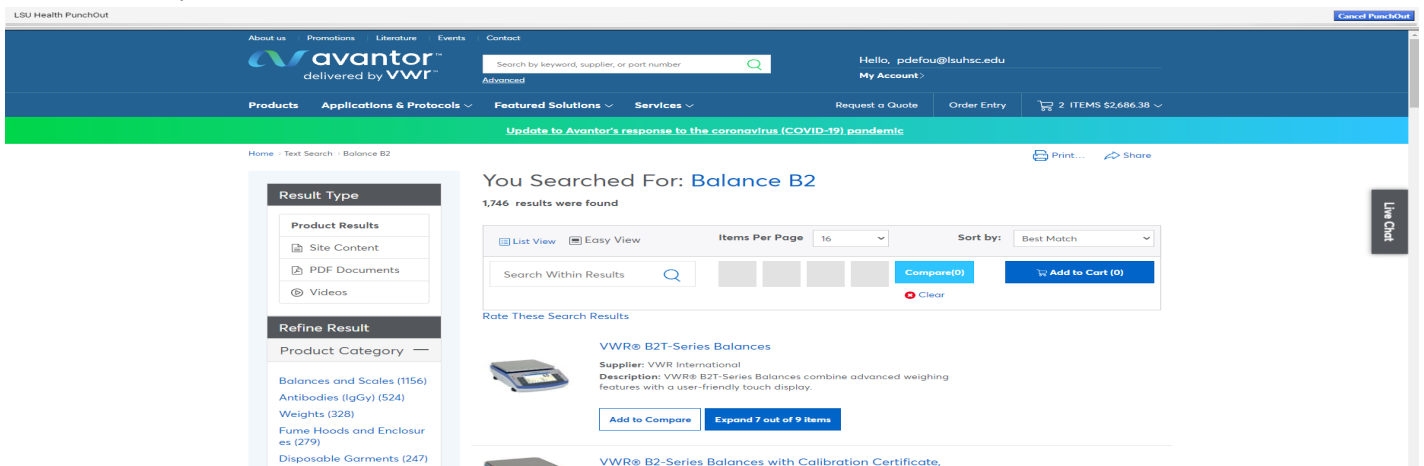 LSU Health PunchOut
Cancel PunchOut
About us Promotions Literature Events Contact
avantor™
delivered by VWR™
Search by keyword, supplier, or part number
Advanced
Hello, pdefou@lsuhsc.edu
My Account>
Products Applications & Protocols Featured Solutions Services Request a Quote Order Entry 2 ITEMS $2,686.38
Update to Avantor's response to the coronavirus (COVID-19) pandemic
Home > Text Search > Balance B2
Print... Share
You Searched For: Balance B2
1,746 results were found
Result Type
Product Results
Site Content
PDF Documents
Videos
Refine Result
Product Category —
Balances and Scales (1156)
Antibodies (IgGy) (524)
Weights (328)
Fume Hoods and Enclosur
es (279)
Disposable Garments (247)
List View Easy View Items Per Page 16 Sort by: Best Match
Search Within Results Compare(0) Add to Cart (0)
Clear
Rate These Search Results
VWR® B2T-Series Balances
Supplier: VWR International
Description: VWR® B2T-Series Balances combine advanced weighing
features with a user-friendly touch display.
Add to Compare Expand 7 out of 9 items
VWR® B2-Series Balances with Calibration Certificate,
Live Chat